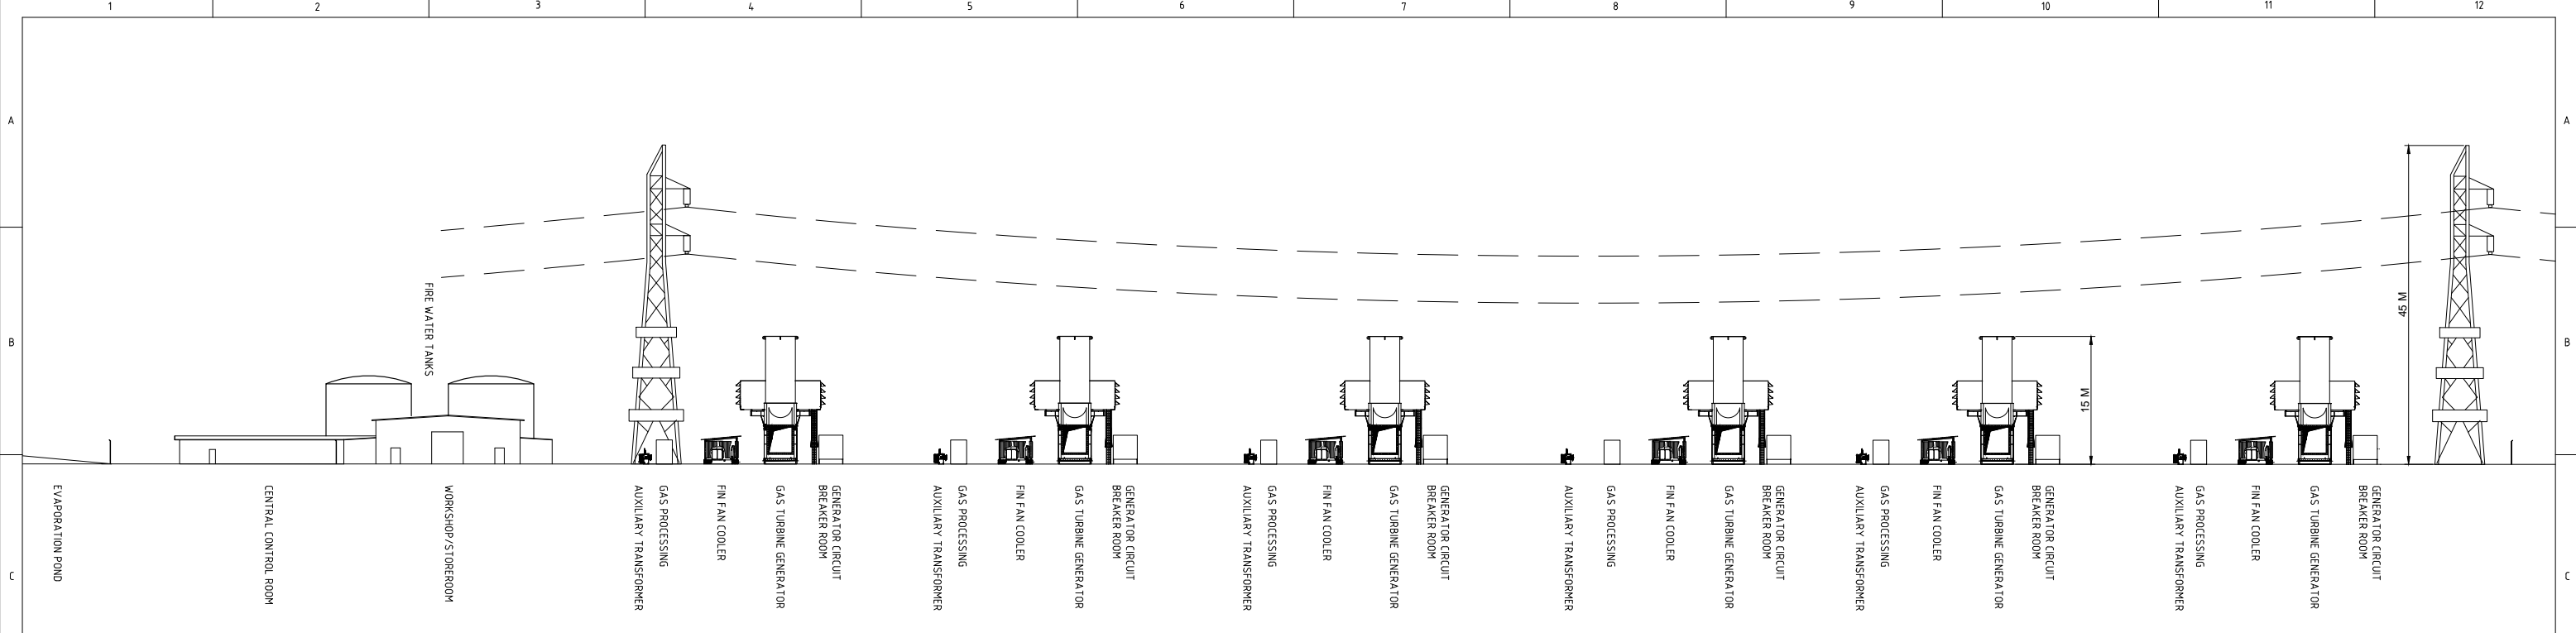 1 2 3 4 5 6 7 8 9 10 11 12
A A
B B
C C
FIRE WATER TANKS
45 M
15 M
EVAPORATION POND
CENTRAL CONTROL ROOM
WORKSHOP/STOREROOM
AUXILIARY TRANSFORMER
GAS PROCESSING
FIN FAN COOLER
GAS TURBINE GENERATOR
GENERATOR CIRCUIT
BREAKER ROOM
AUXILIARY TRANSFORMER
GAS PROCESSING
FIN FAN COOLER
GAS TURBINE GENERATOR
GENERATOR CIRCUIT
BREAKER ROOM
AUXILIARY TRANSFORMER
GAS PROCESSING
FIN FAN COOLER
GAS TURBINE GENERATOR
GENERATOR CIRCUIT
BREAKER ROOM
AUXILIARY TRANSFORMER
GAS PROCESSING
FIN FAN COOLER
GAS TURBINE GENERATOR
GENERATOR CIRCUIT
BREAKER ROOM
AUXILIARY TRANSFORMER
GAS PROCESSING
FIN FAN COOLER
GAS TURBINE GENERATOR
GENERATOR CIRCUIT
BREAKER ROOM
AUXILIARY TRANSFORMER
GAS PROCESSING
FIN FAN COOLER
GAS TURBINE GENERATOR
GENERATOR CIRCUIT
BREAKER ROOM